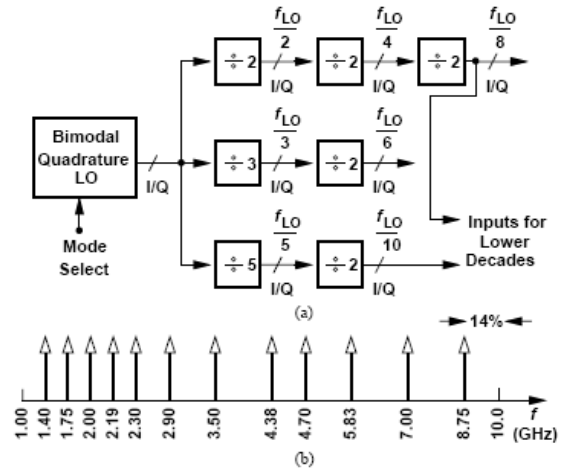 f_LO/2
f_LO/4
f_LO/8
÷2
÷2
÷2
I/Q
I/Q
I/Q
Bimodal
Quadrature
LO
I/Q
f_LO/3
f_LO/6
÷3
÷2
I/Q
I/Q
Mode
Select
f_LO/5
f_LO/10
÷5
÷2
I/Q
I/Q
Inputs for
Lower
Decades
(a)
14%
1.00
1.40
1.75
2.00
2.19
2.30
2.90
3.50
4.38
4.70
5.83
7.00
8.75
10.0
f
(GHz)
(b)